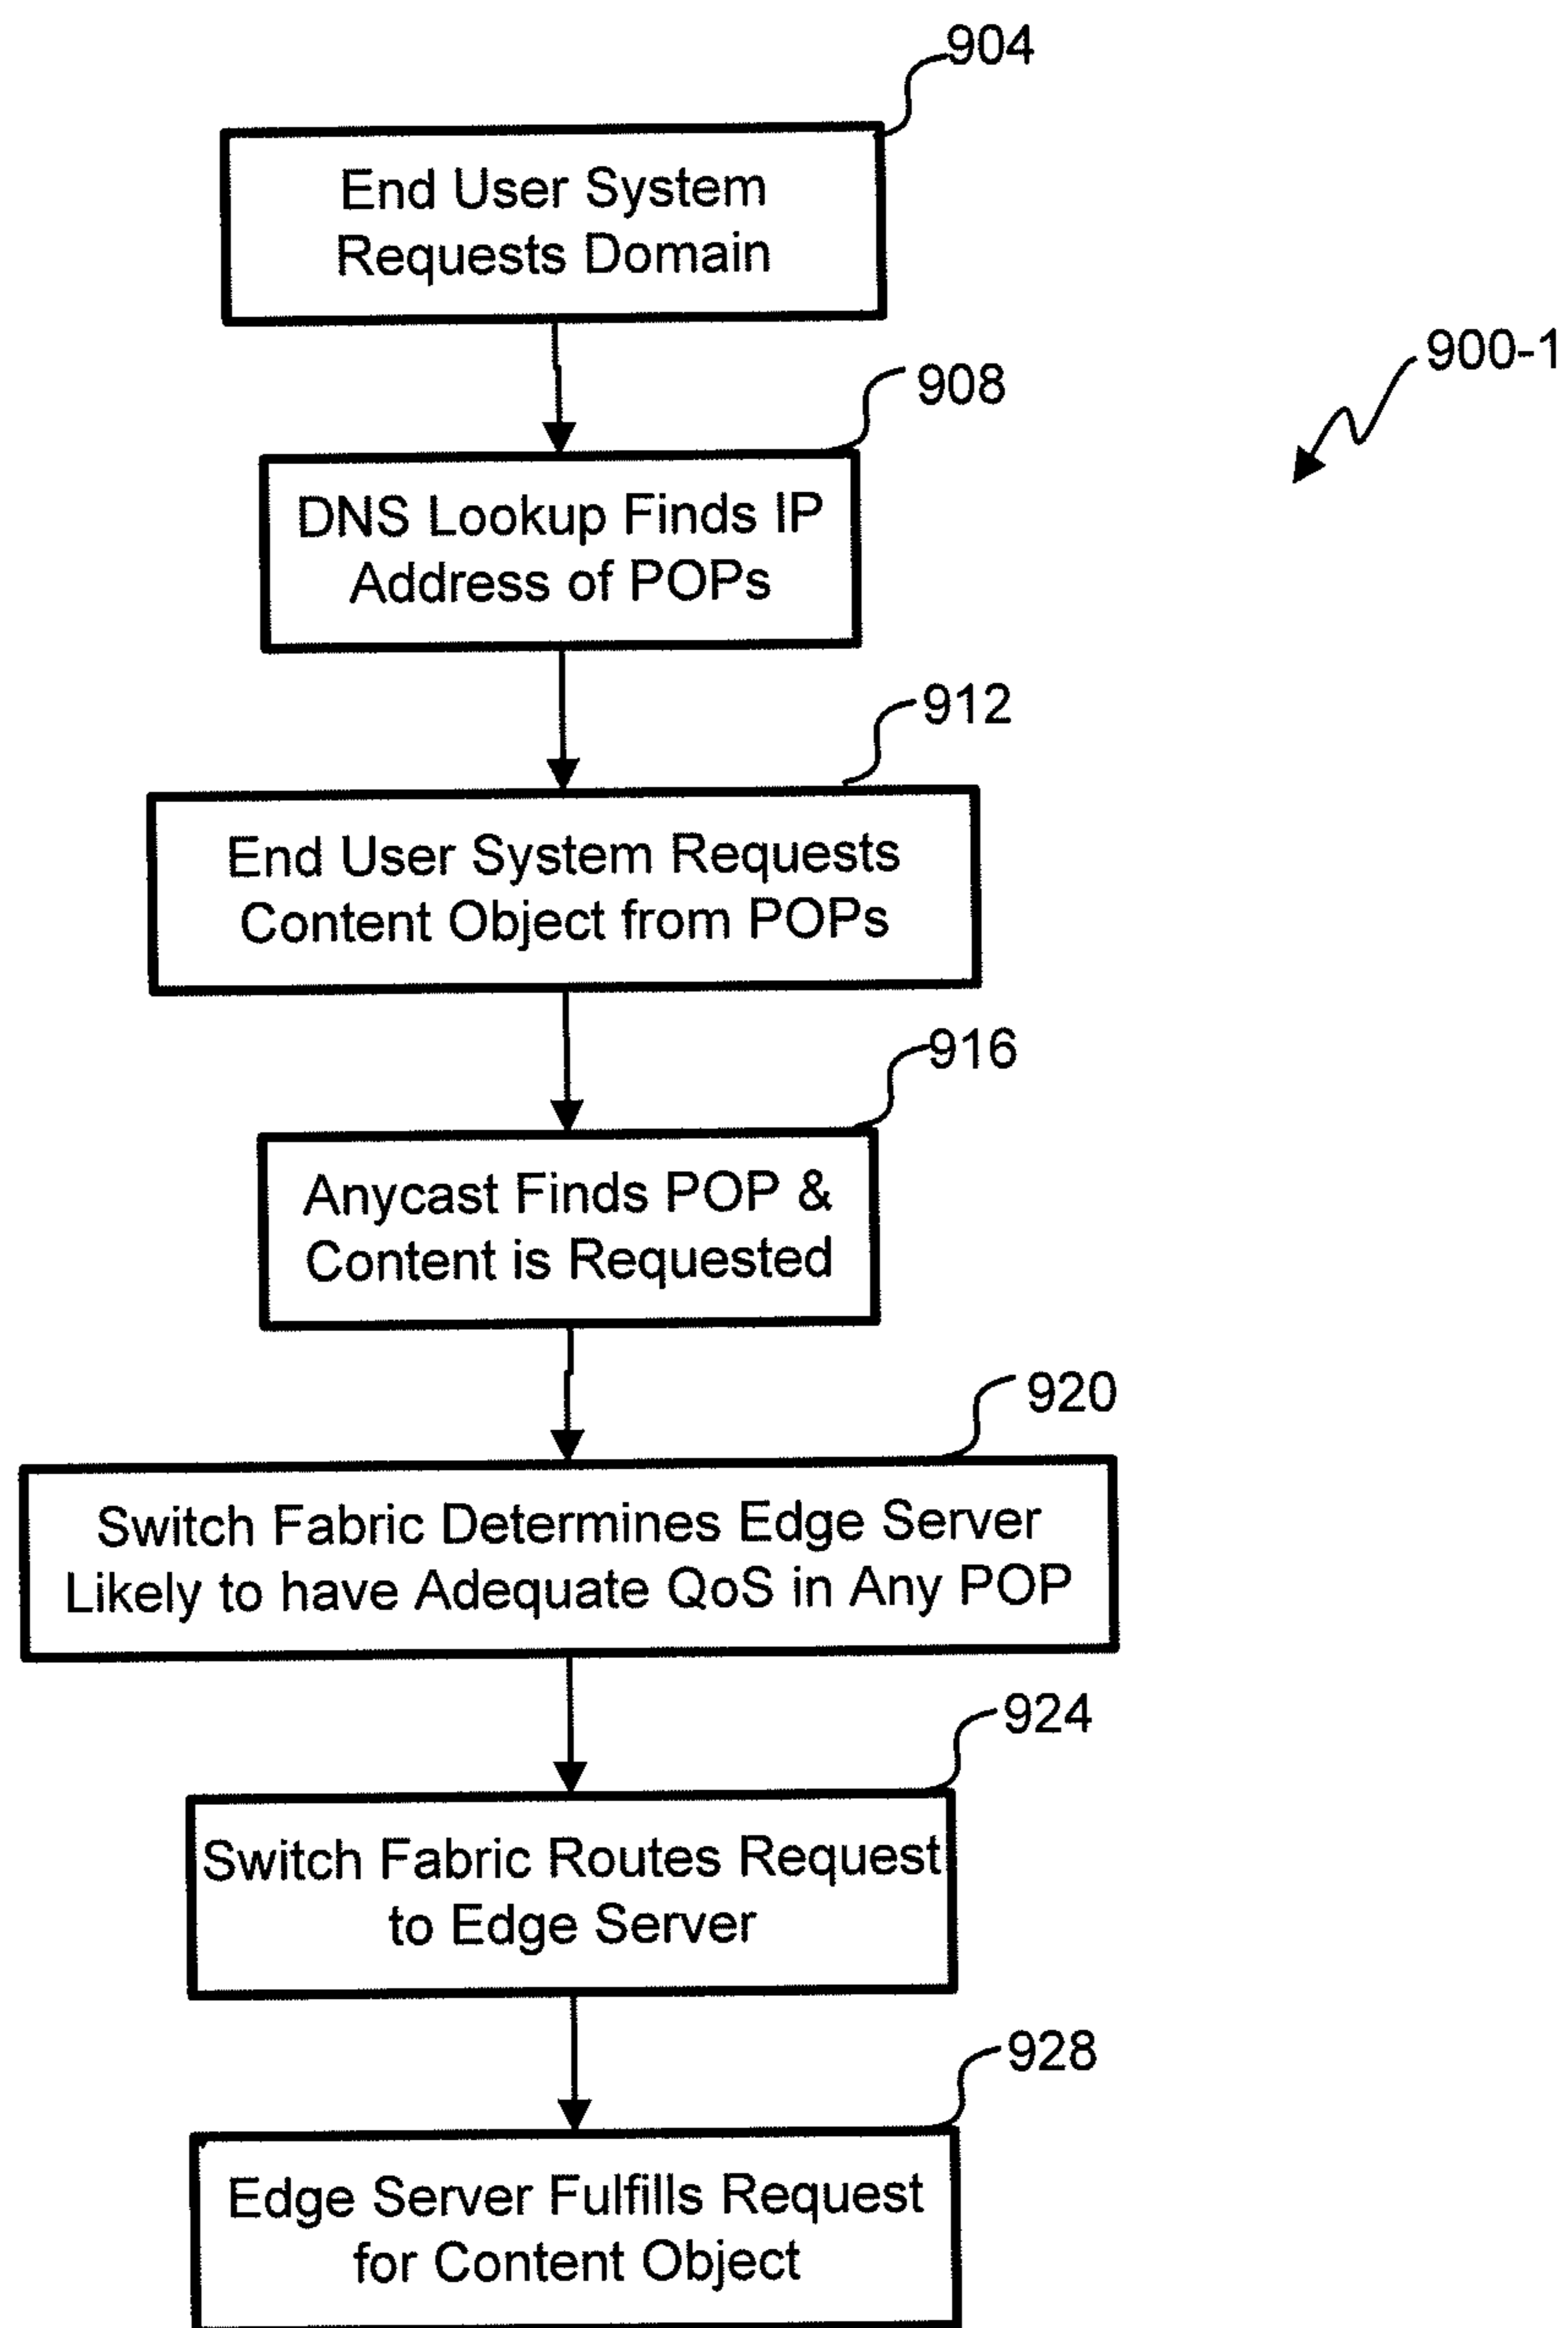 904
End User System
Requests Domain
900-1
908
DNS Lookup Finds IP
Address of POPs
912
End User System Requests
Content Object from POPs
916
Anycast Finds POP &
Content is Requested
920
Switch Fabric Determines Edge Server
Likely to have Adequate QoS in Any POP
924
Switch Fabric Routes Request
to Edge Server
928
Edge Server Fulfills Request
for Content Object